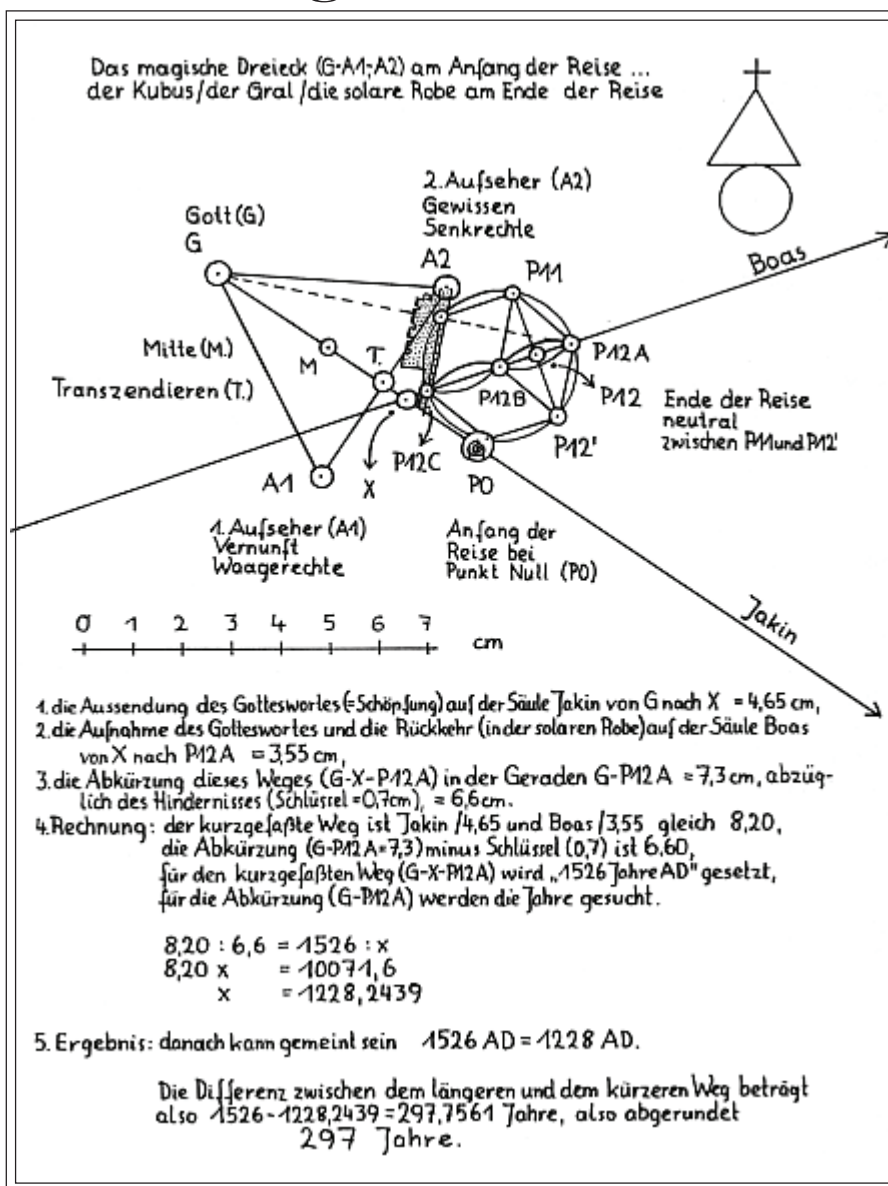 Das magische Dreieck (G-A1-A2) am Anfang der Reise ...
der Kubus/der Gral/die solare Robe am Ende der Reise
2. Aufseher (A2)
Gewissen
Senkrechte
Gott (G)
G
A2
P11
Boas
Mitte (M.)
M
T.
P12A
Transzendieren (T.)
P12B
P12
Ende der Reise
neutral
zwischen P11 und P12'
A1
X
P12C
P0
P12'
1. Aufseher (A1)
Vernunft
Waagerechte
Anfang der
Reise bei
Punkt Null (P0)
Jakin
0 1 2 3 4 5 6 7 cm
1. die Aussendung des Gotteswortes (=Schöpfung) auf der Säule Jakin von G nach X = 4,65 cm,
2. die Aufnahme des Gotteswortes und die Rückkehr (in der solaren Robe) auf der Säule Boas
von X nach P12A = 3,55 cm,
3. die Abkürzung dieses Weges (G-X-P12A) in der Geraden G-P12A = 7,3 cm, abzüg-
lich des Hindernisses (Schlüssel = 0,7cm), = 6,6 cm.
4. Rechnung: der kurzgefaßte Weg ist Jakin /4,65 und Boas /3,55 gleich 8,20,
die Abkürzung (G-P12A=7,3) minus Schlüssel (0,7) ist 6,60,
für den kurzgefaßten Weg (G-X-P12A) wird „1526 Jahre AD" gesetzt,
für die Abkürzung (G-P12A) werden die Jahre gesucht.
8,20 : 6,6 = 1526 : x
8,20 x = 10071,6
x = 1228,2439
5. Ergebnis: danach kann gemeint sein 1526 AD = 1228 AD.
Die Differenz zwischen dem längeren und dem kürzeren Weg beträgt
also 1526-1228,2439 = 297,7561 Jahre, also abgerundet
297 Jahre.